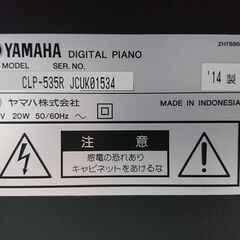 YAMAHA DIGITAL PIANO
ZH7886
MODEL SER. NO.
CLP-535R JCUK01534
'14 製
ヤマハ株式会社
MADE IN INDONESIA
V 20W 50/60Hz
注 意
感電の恐れあり
キャビネットをあけるな